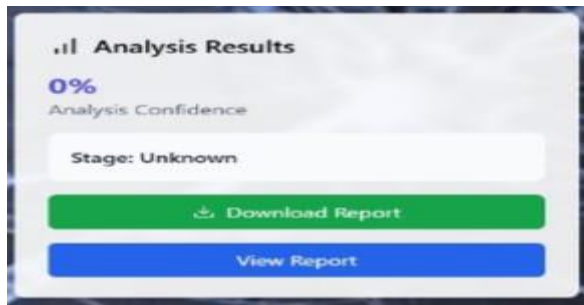 Analysis Results
0%
Analysis Confidence
Stage: Unknown
Download Report
View Report